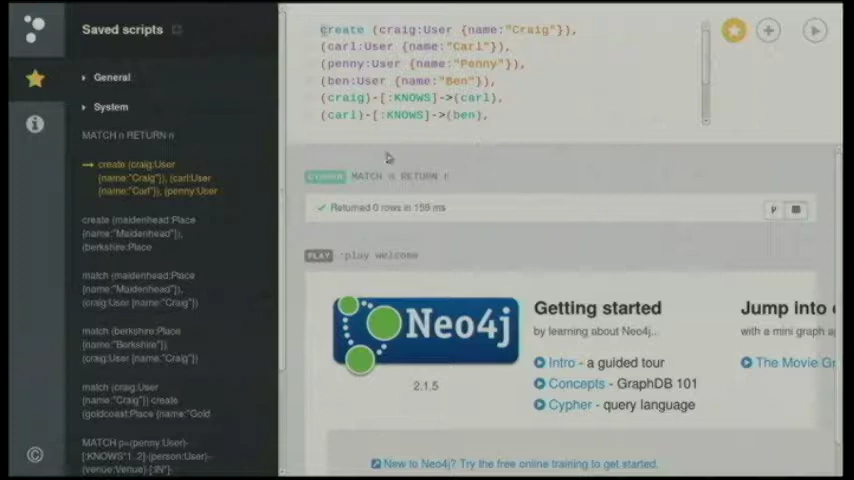 Saved scripts
General
System
MATCH n RETURN n
create (craig:User
{name:"Craig"}), (carl:User
{name:"Carl"}), (penny:User
create (maidenhead:Place
{name:"Maidenhead"}),
(berkshire:Place
match (maidenhead:Place
{name:"Maidenhead"}),
(craig:User {name:"Craig"})
match (berkshire:Place
{name:"Berkshire"}),
(craig:User {name:"Craig"})
match (craig:User
{name:"Craig"}) create
(goldcoast:Place {name:"Gold
MATCH p=(penny:User)-
[:KNOWS*1..2]-(person:User)-
(venue:Venue)-[:IN*]-
create (craig:User {name:"Craig"}),
(carl:User {name:"Carl"}),
(penny:User {name:"Penny"}),
(ben:User {name:"Ben"}),
(craig)-[:KNOWS]->(carl),
(carl)-[:KNOWS]->(ben),
CYPHER MATCH n RETURN n
Returned 0 rows in 159 ms
PLAY :play welcome
Neo4j
2.1.5
Getting started
by learning about Neo4j..
Intro - a guided tour
Concepts - GraphDB 101
Cypher - query language
Jump into
with a mini graph
The Movie Gr
New to Neo4j? Try the free online training to get started.